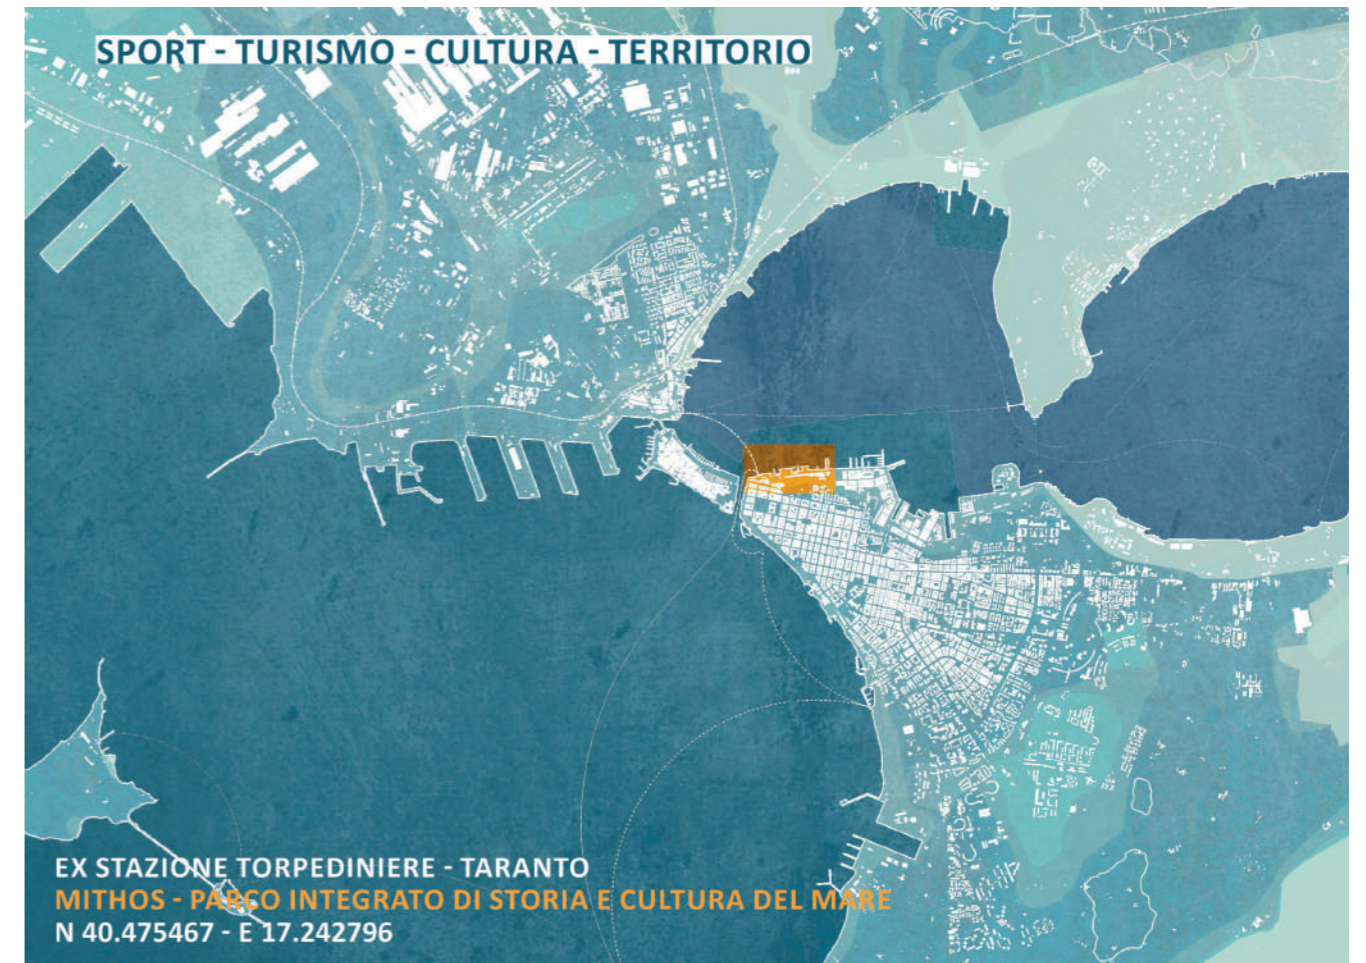 SPORT - TURISMO - CULTURA - TERRITORIO
EX STAZIONE TORPEDINIERE - TARANTO
MITHOS - PARCO INTEGRATO DI STORIA E CULTURA DEL MARE
N 40.475467 - E 17.242796